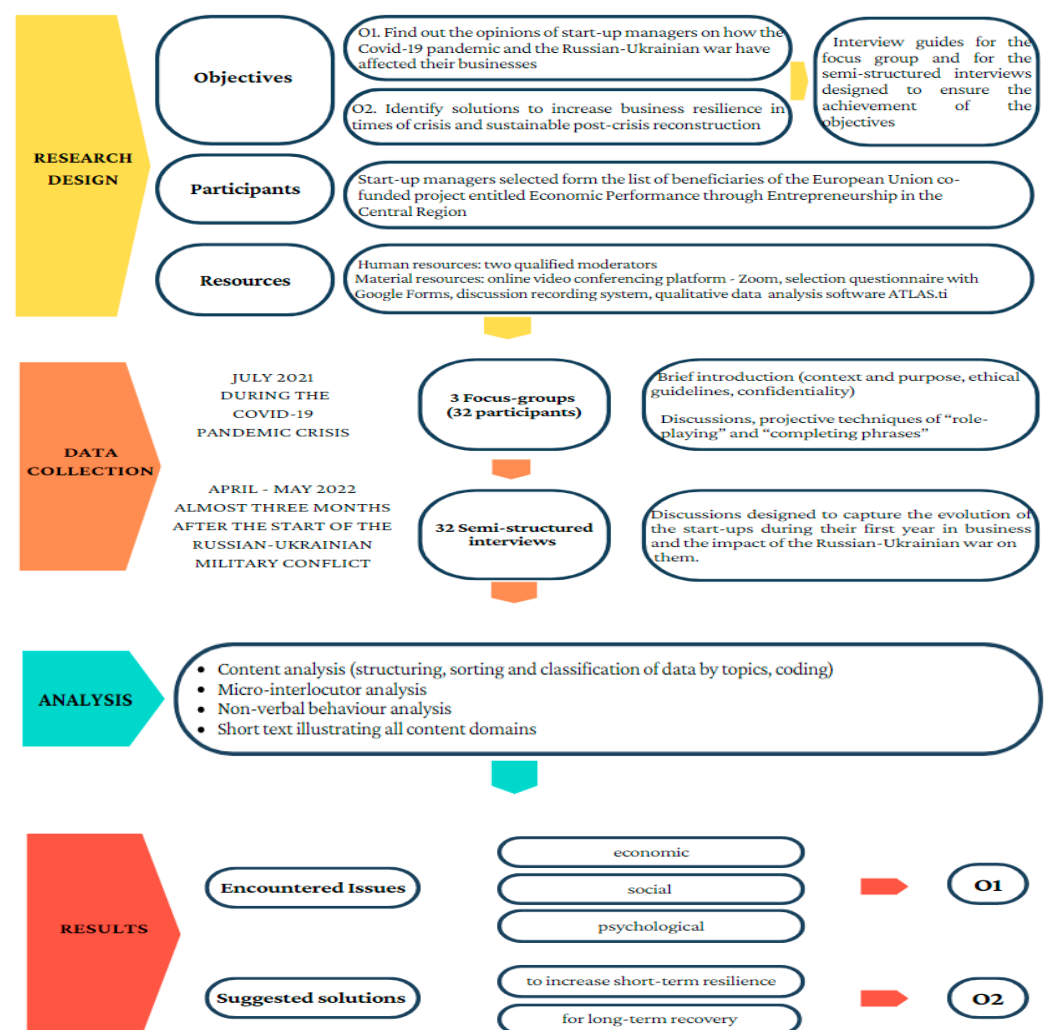 RESEARCH
DESIGN
Objectives
O1. Find out the opinions of start-up managers on how the
Covid-19 pandemic and the Russian-Ukrainian war have
affected their businesses
O2. Identify solutions to increase business resilience in
times of crisis and sustainable post-crisis reconstruction
Interview guides for the
focus group and for the
semi-structured interviews
designed to ensure the
achievement of the
objectives
Participants
Start-up managers selected form the list of beneficiaries of the European Union co-
funded project entitled Economic Performance through Entrepreneurship in the
Central Region
Resources
Human resources: two qualified moderators
Material resources: online video conferencing platform - Zoom, selection questionnaire with
Google Forms, discussion recording system, qualitative data analysis software ATLAS.ti
DATA
COLLECTION
JULY 2021
DURING THE
COVID-19
PANDEMIC CRISIS
3 Focus-groups
(32 participants)
Brief introduction (context and purpose, ethical
guidelines, confidentiality)
Discussions, projective techniques of “role-
playing” and “completing phrases”
APRIL - MAY 2022
ALMOST THREE MONTHS
AFTER THE START OF THE
RUSSIAN-UKRAINIAN
MILITARY CONFLICT
32 Semi-structured
interviews
Discussions designed to capture the evolution of
the start-ups during their first year in business
and the impact of the Russian-Ukrainian war on
them.
ANALYSIS
• Content analysis (structuring, sorting and classification of data by topics, coding)
• Micro-interlocutor analysis
• Non-verbal behaviour analysis
• Short text illustrating all content domains
RESULTS
Encountered Issues
economic
social
psychological
O1
Suggested solutions
to increase short-term resilience
for long-term recovery
O2